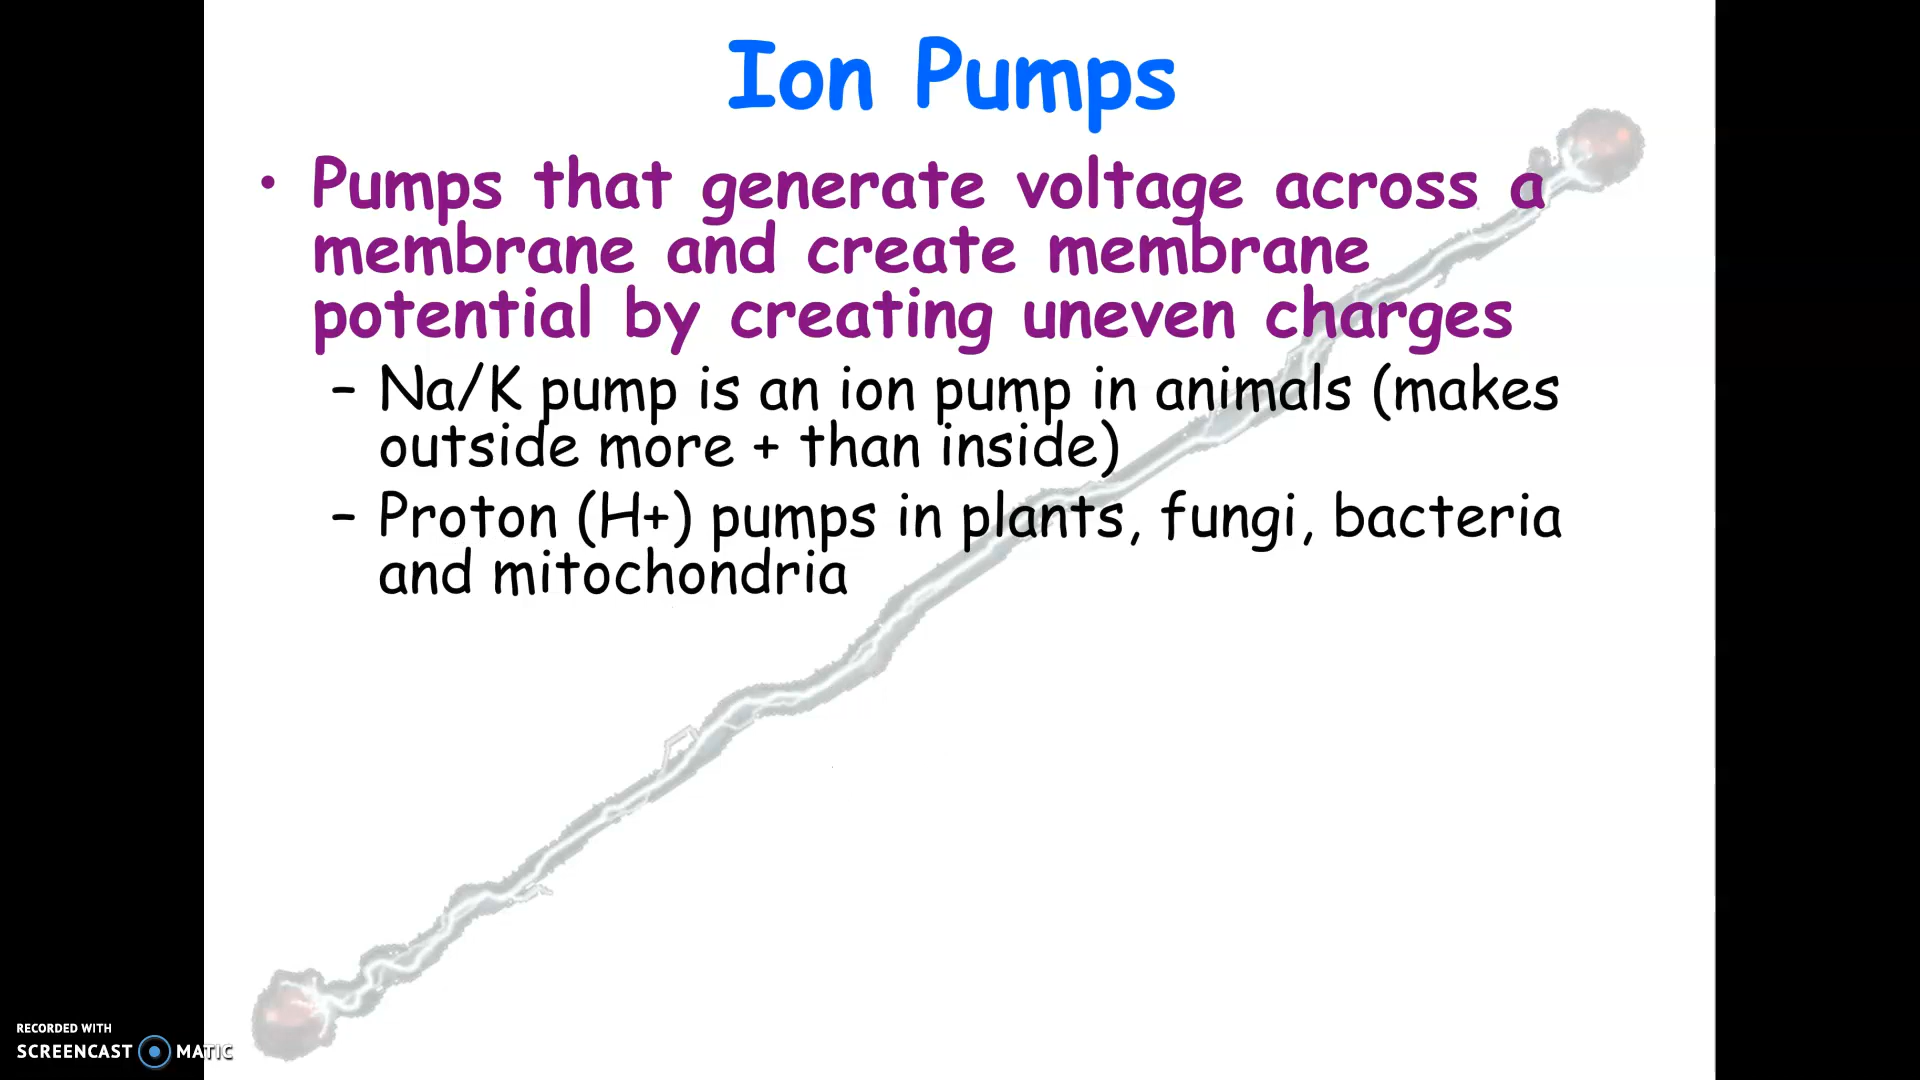 Ion Pumps
• Pumps that generate voltage across a
membrane and create membrane
potential by creating uneven charges
– Na/K pump is an ion pump in animals (makes
outside more + than inside)
– Proton (H+) pumps in plants, fungi, bacteria
and mitochondria
RECORDED WITH
SCREENCAST MATIC